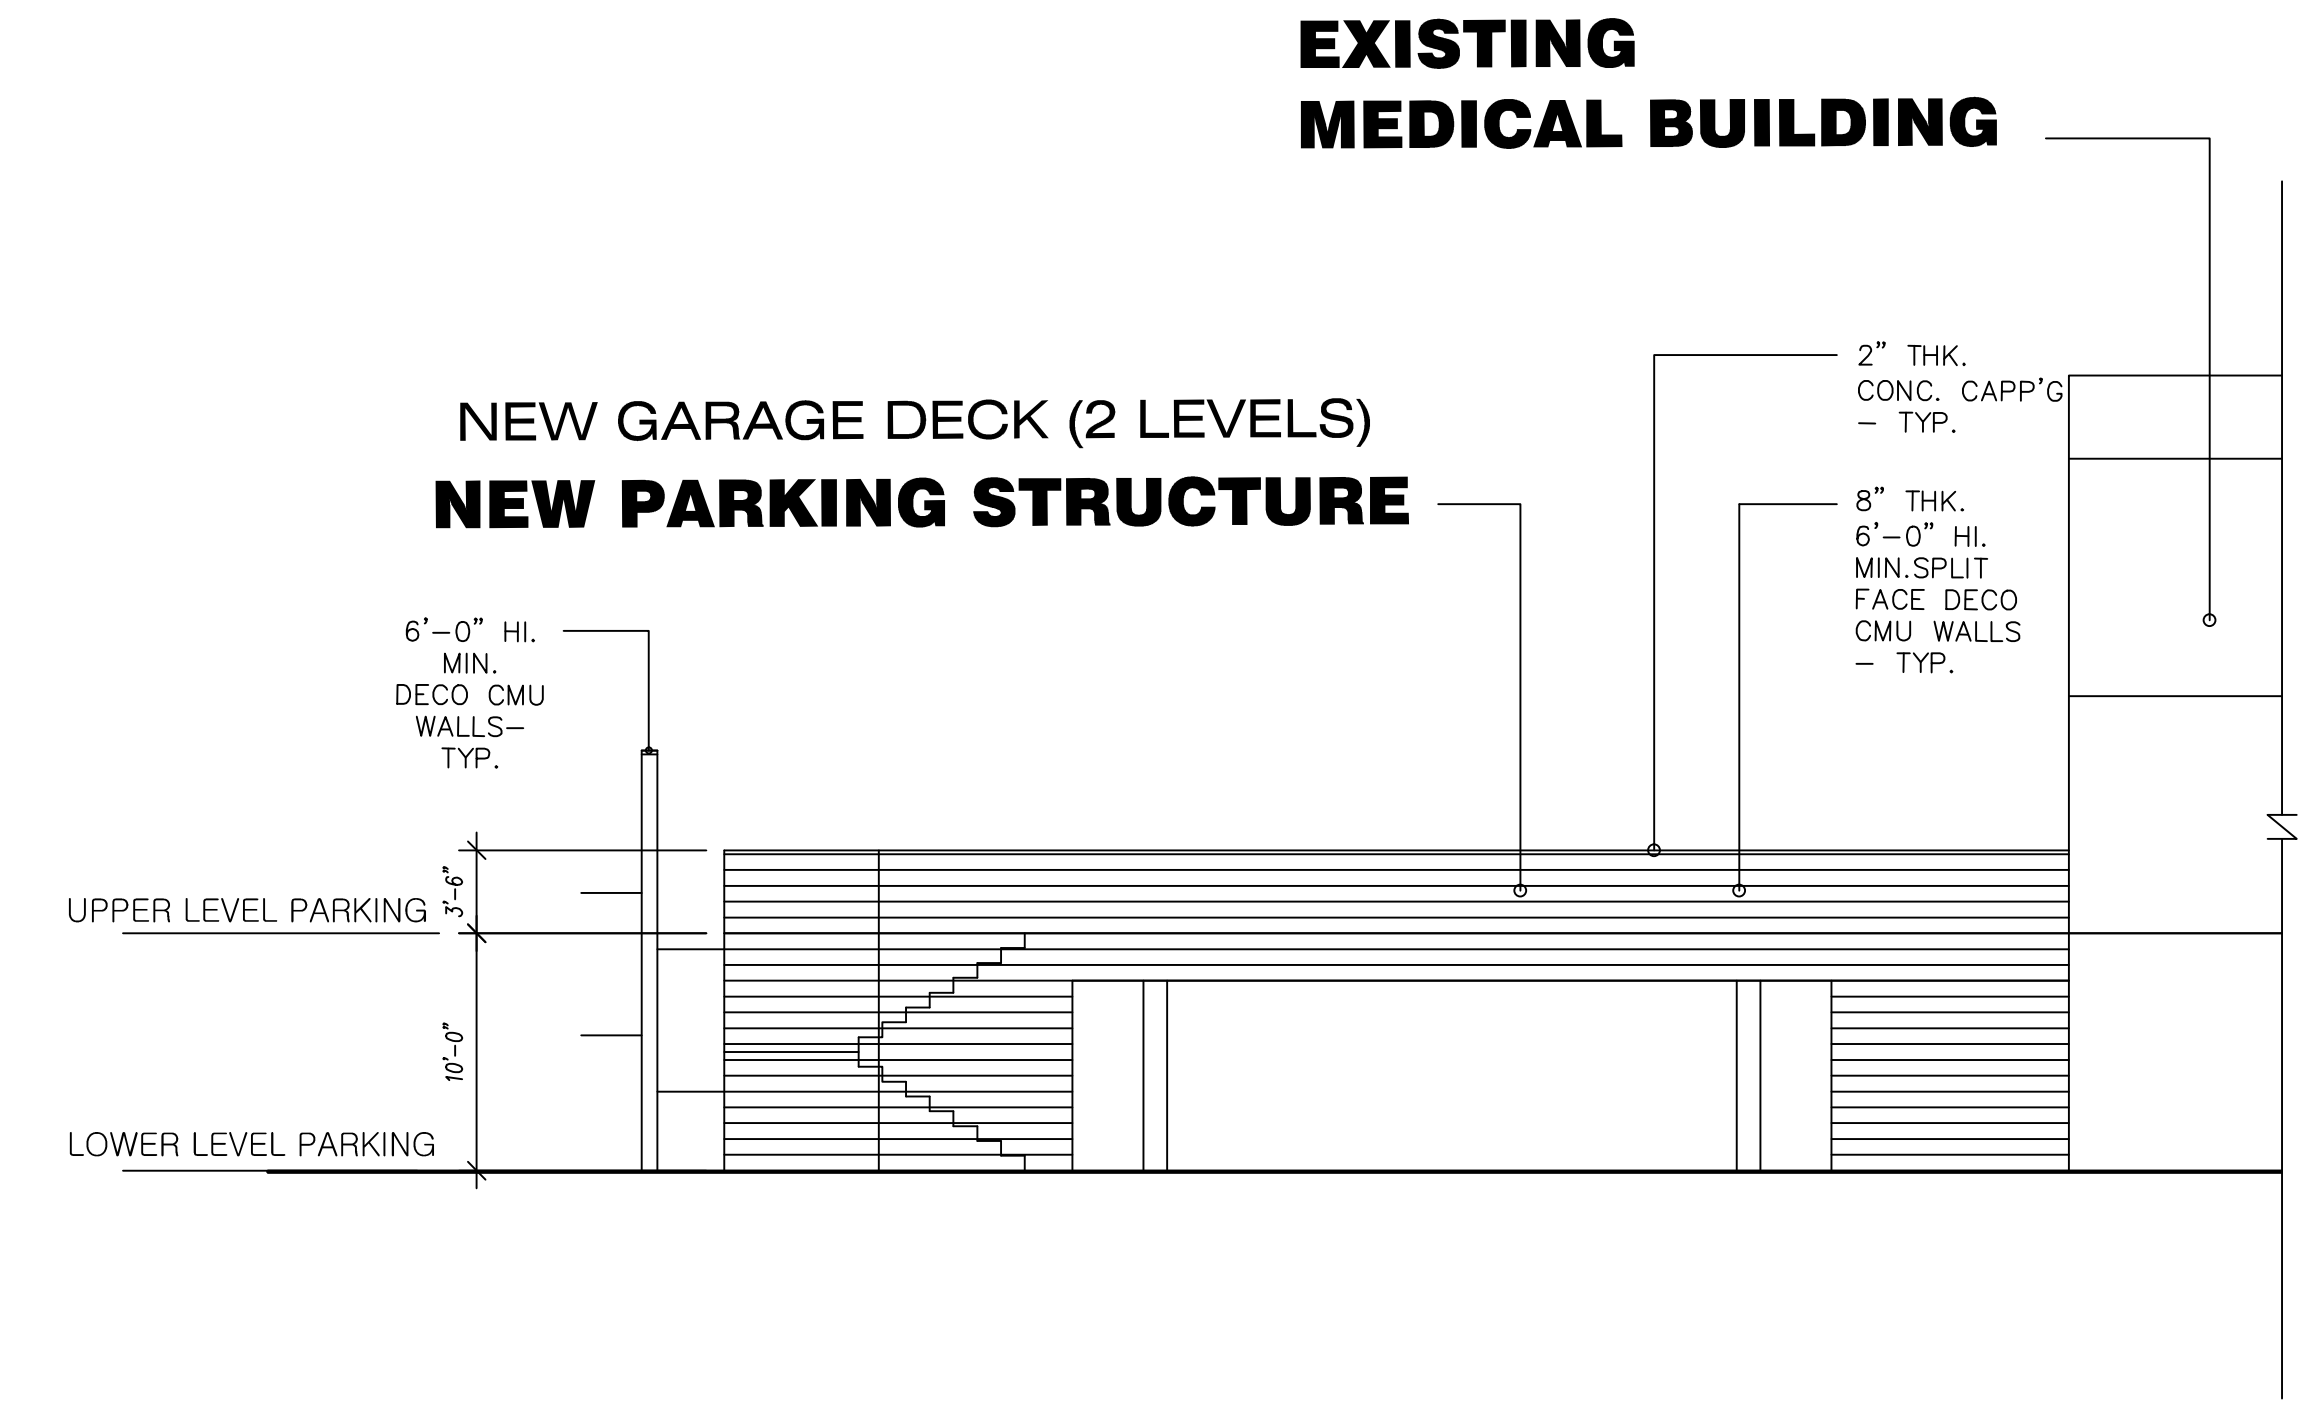 EXISTING
MEDICAL BUILDING
2” THK.
CONC. CAPP’G
– TYP.
NEW GARAGE DECK (2 LEVELS)
NEW PARKING STRUCTURE
8” THK.
6’–0” HI.
MIN.SPLIT
FACE DECO
CMU WALLS
– TYP.
6’–0” HI.
MIN.
DECO CMU
WALLS–
TYP.
3’–6”
UPPER LEVEL PARKING
10’–0”
LOWER LEVEL PARKING